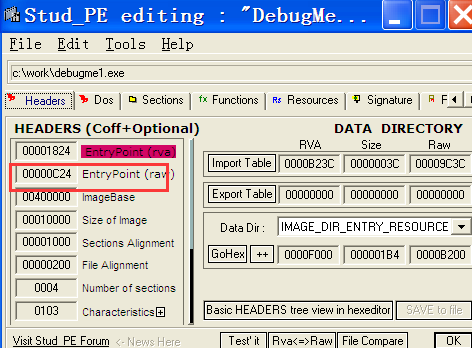 Stud_PE editing : "DebugMe...
File Edit Tools Help
c:\work\debugme1.exe
Headers Dos Sections Functions Resources Signature F
HEADERS (Coff+Optional)
00001824 EntryPoint (rva)
00000C24 EntryPoint (raw)
00400000 ImageBase
00010000 Size of Image
00001000 Sections Alignment
00000200 File Alignment
0004 Number of sections
0103 Characteristics
DATA DIRECTORY
RVA Size Raw
Import Table 0000B23C 0000003C 00009C3C
Export Table 00000000 00000000 00000000
Data Dir : IMAGE_DIR_ENTRY_RESOURCE
GoHex ++ 0000F000 000001B4 0000B200
Basic HEADERS tree view in hexeditor SAVE to file
Visit Stud_PE Forum <- News Here Test' it Rva<=>Raw File Compare OK